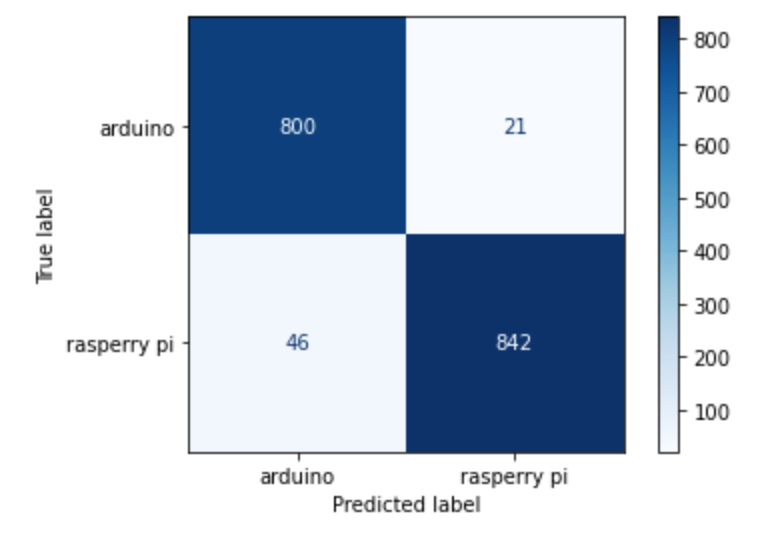 800
700
600
500
400
300
200
100
True label
arduino
800
21
rasperry pi
46
842
arduino
rasperry pi
Predicted label